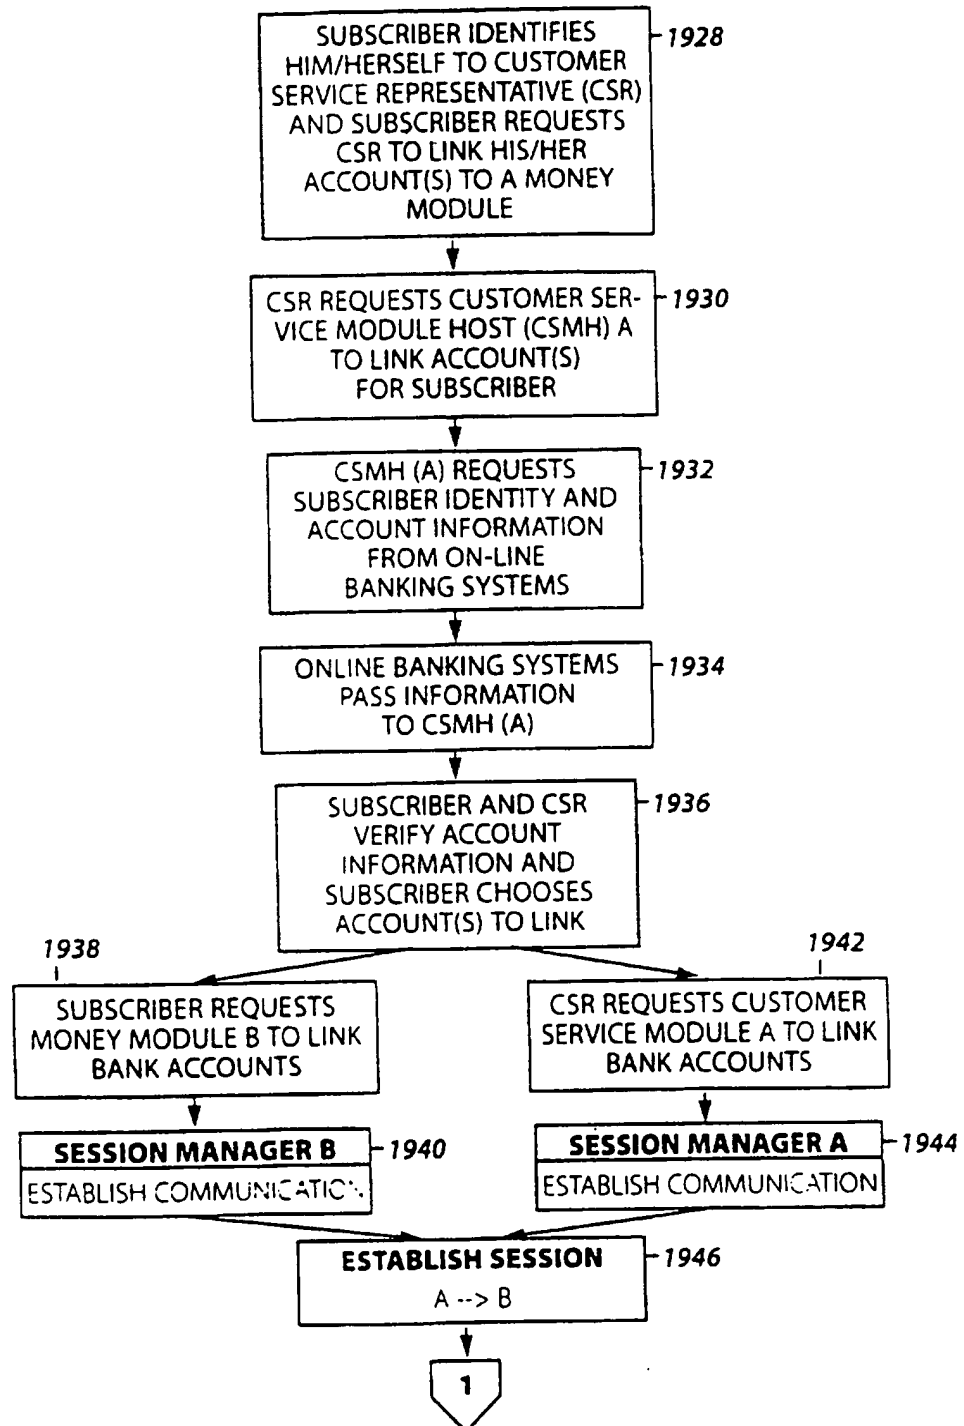 SUBSCRIBER IDENTIFIES
HIM/HERSELF TO CUSTOMER
SERVICE REPRESENTATIVE (CSR)
AND SUBSCRIBER REQUESTS
CSR TO LINK HIS/HER
ACCOUNT(S) TO A MONEY
MODULE
1928
CSR REQUESTS CUSTOMER SER-
VICE MODULE HOST (CSMH) A
TO LINK ACCOUNT(S)
FOR SUBSCRIBER
1930
CSMH (A) REQUESTS
SUBSCRIBER IDENTITY AND
ACCOUNT INFORMATION
FROM ON-LINE
BANKING SYSTEMS
1932
ONLINE BANKING SYSTEMS
PASS INFORMATION
TO CSMH (A)
1934
SUBSCRIBER AND CSR
VERIFY ACCOUNT
INFORMATION AND
SUBSCRIBER CHOOSES
ACCOUNT(S) TO LINK
1936
1938
SUBSCRIBER REQUESTS
MONEY MODULE B TO LINK
BANK ACCOUNTS
1942
CSR REQUESTS CUSTOMER
SERVICE MODULE A TO LINK
BANK ACCOUNTS
SESSION MANAGER B
1940
ESTABLISH COMMUNICATION
SESSION MANAGER A
1944
ESTABLISH COMMUNICATION
ESTABLISH SESSION
1946
A --> B
1